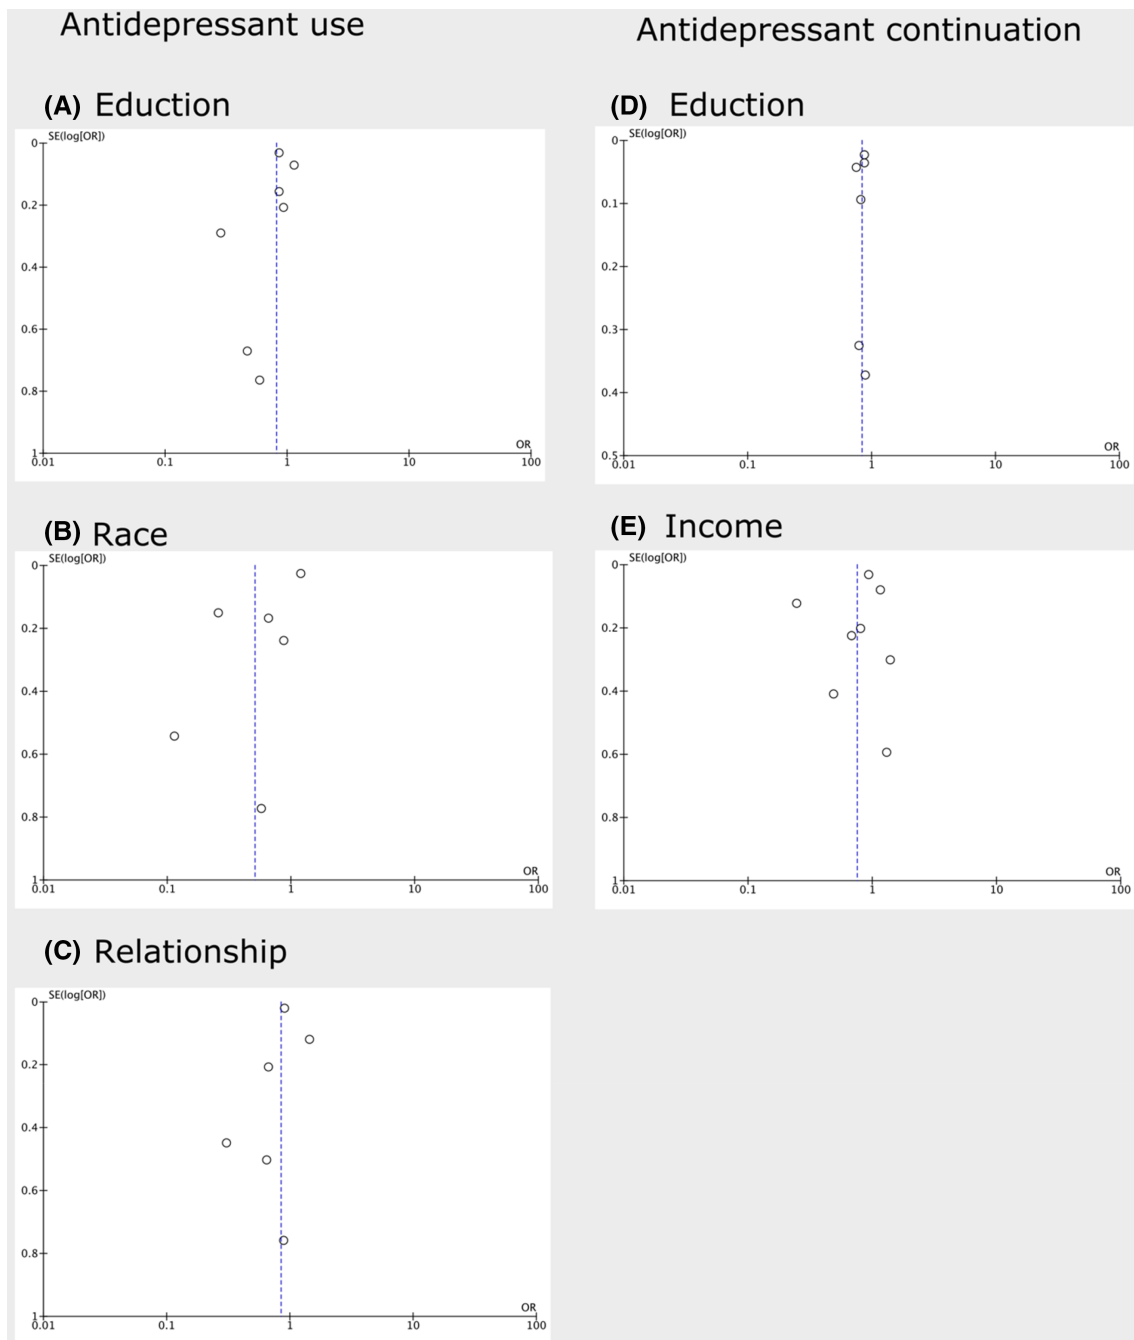 Antidepressant use
Antidepressant continuation
(A) Eduction
SE(log[OR])
0
0.2
0.4
0.6
0.8
1
OR
0.01 0.1 1 10 100
(D) Eduction
SE(log[OR])
0
0.1
0.2
0.3
0.4
0.5
OR
0.01 0.1 1 10 100
(B) Race
SE(log[OR])
0
0.2
0.4
0.6
0.8
1
OR
0.01 0.1 1 10 100
(E) Income
SE(log[OR])
0
0.2
0.4
0.6
0.8
1
OR
0.01 0.1 1 10 100
(C) Relationship
SE(log[OR])
0
0.2
0.4
0.6
0.8
1
OR
0.01 0.1 1 10 100